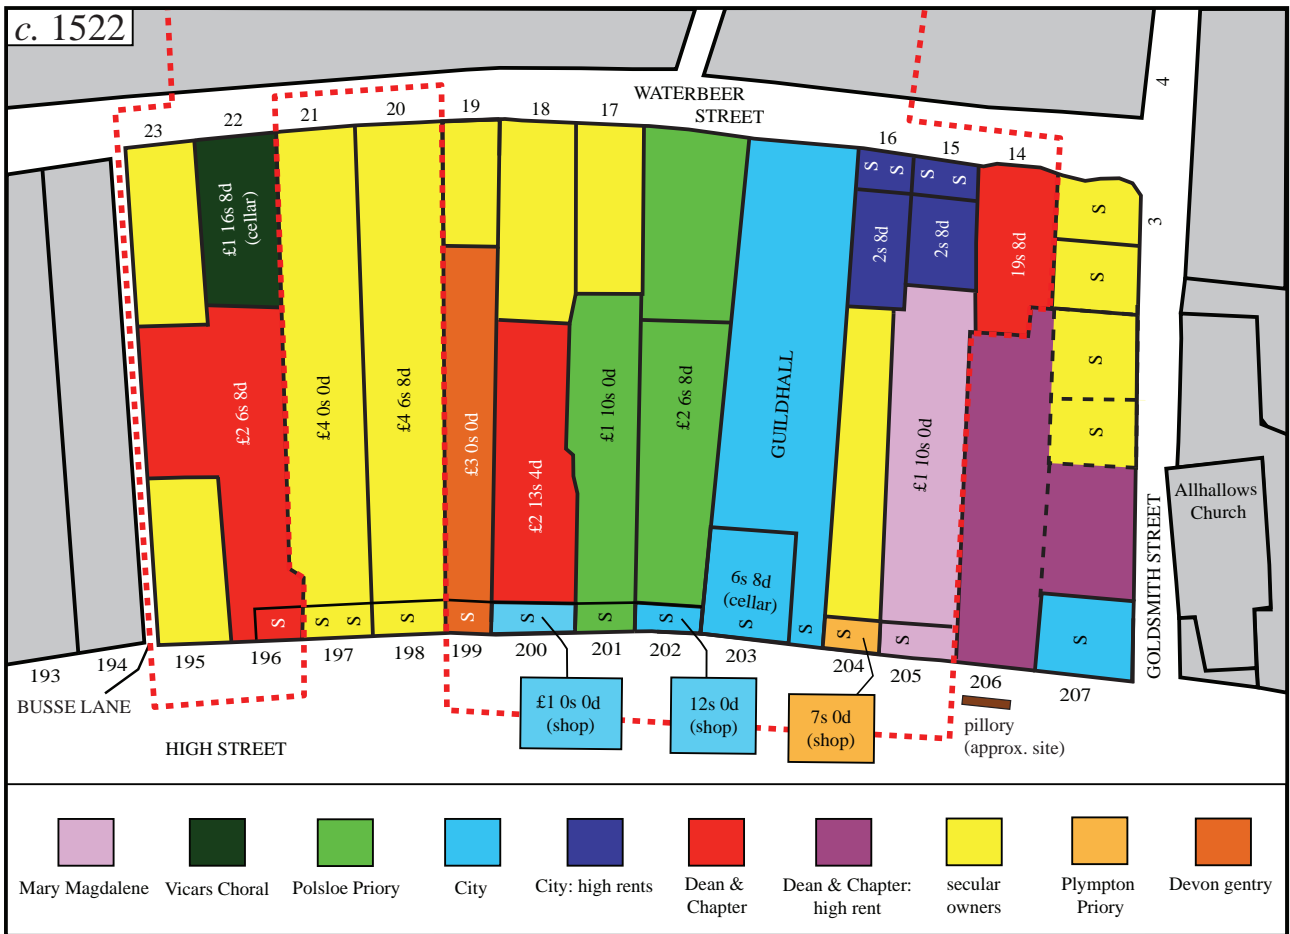 c. 1522
WATERBEER
STREET
23
22
21
20
19
18
17
16
15
14
4
3
£1 16s 8d
(cellar)
S
S
S
S
2s 8d
2s 8d
19s 8d
S
S
S
S
£2 6s 8d
£4 0s 0d
£4 6s 8d
£3 0s 0d
£2 13s 4d
£1 10s 0d
£2 6s 8d
GUILDHALL
£1 10s 0d
6s 8d
(cellar)
Allhallows
Church
GOLDSMITH STREET
S
S
S
S
S
S
S
S
S
S
S
S
S
193
194
195
196
197
198
199
200
201
202
203
204
205
206
207
BUSSE LANE
HIGH STREET
£1 0s 0d
(shop)
12s 0d
(shop)
7s 0d
(shop)
pillory
(approx. site)
Mary Magdalene
Vicars Choral
Polsloe Priory
City
City: high rents
Dean &
Chapter
Dean & Chapter:
high rent
secular
owners
Plympton
Priory
Devon gentry